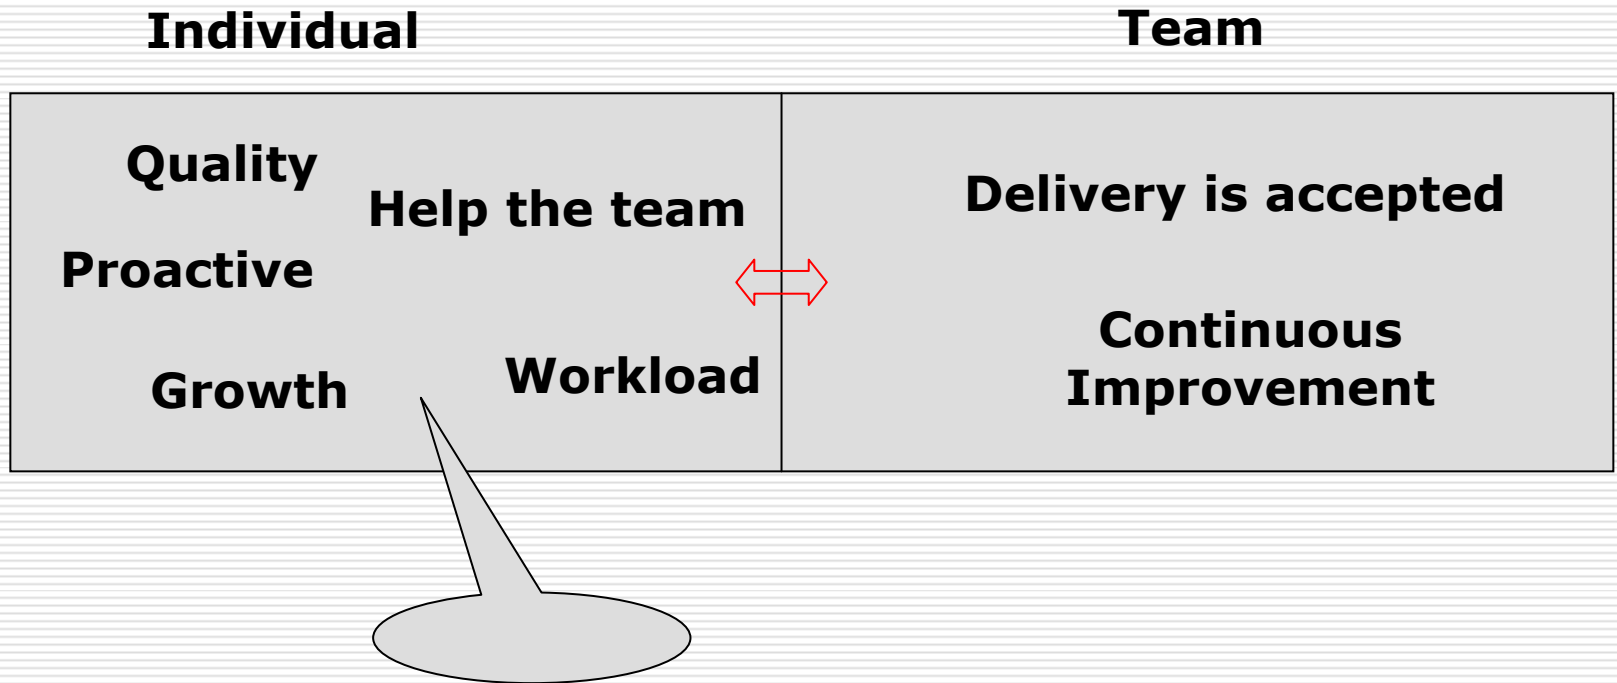 Individual
Team
Quality
Help the team
Proactive
Growth
Workload
Delivery is accepted
Continuous
Improvement